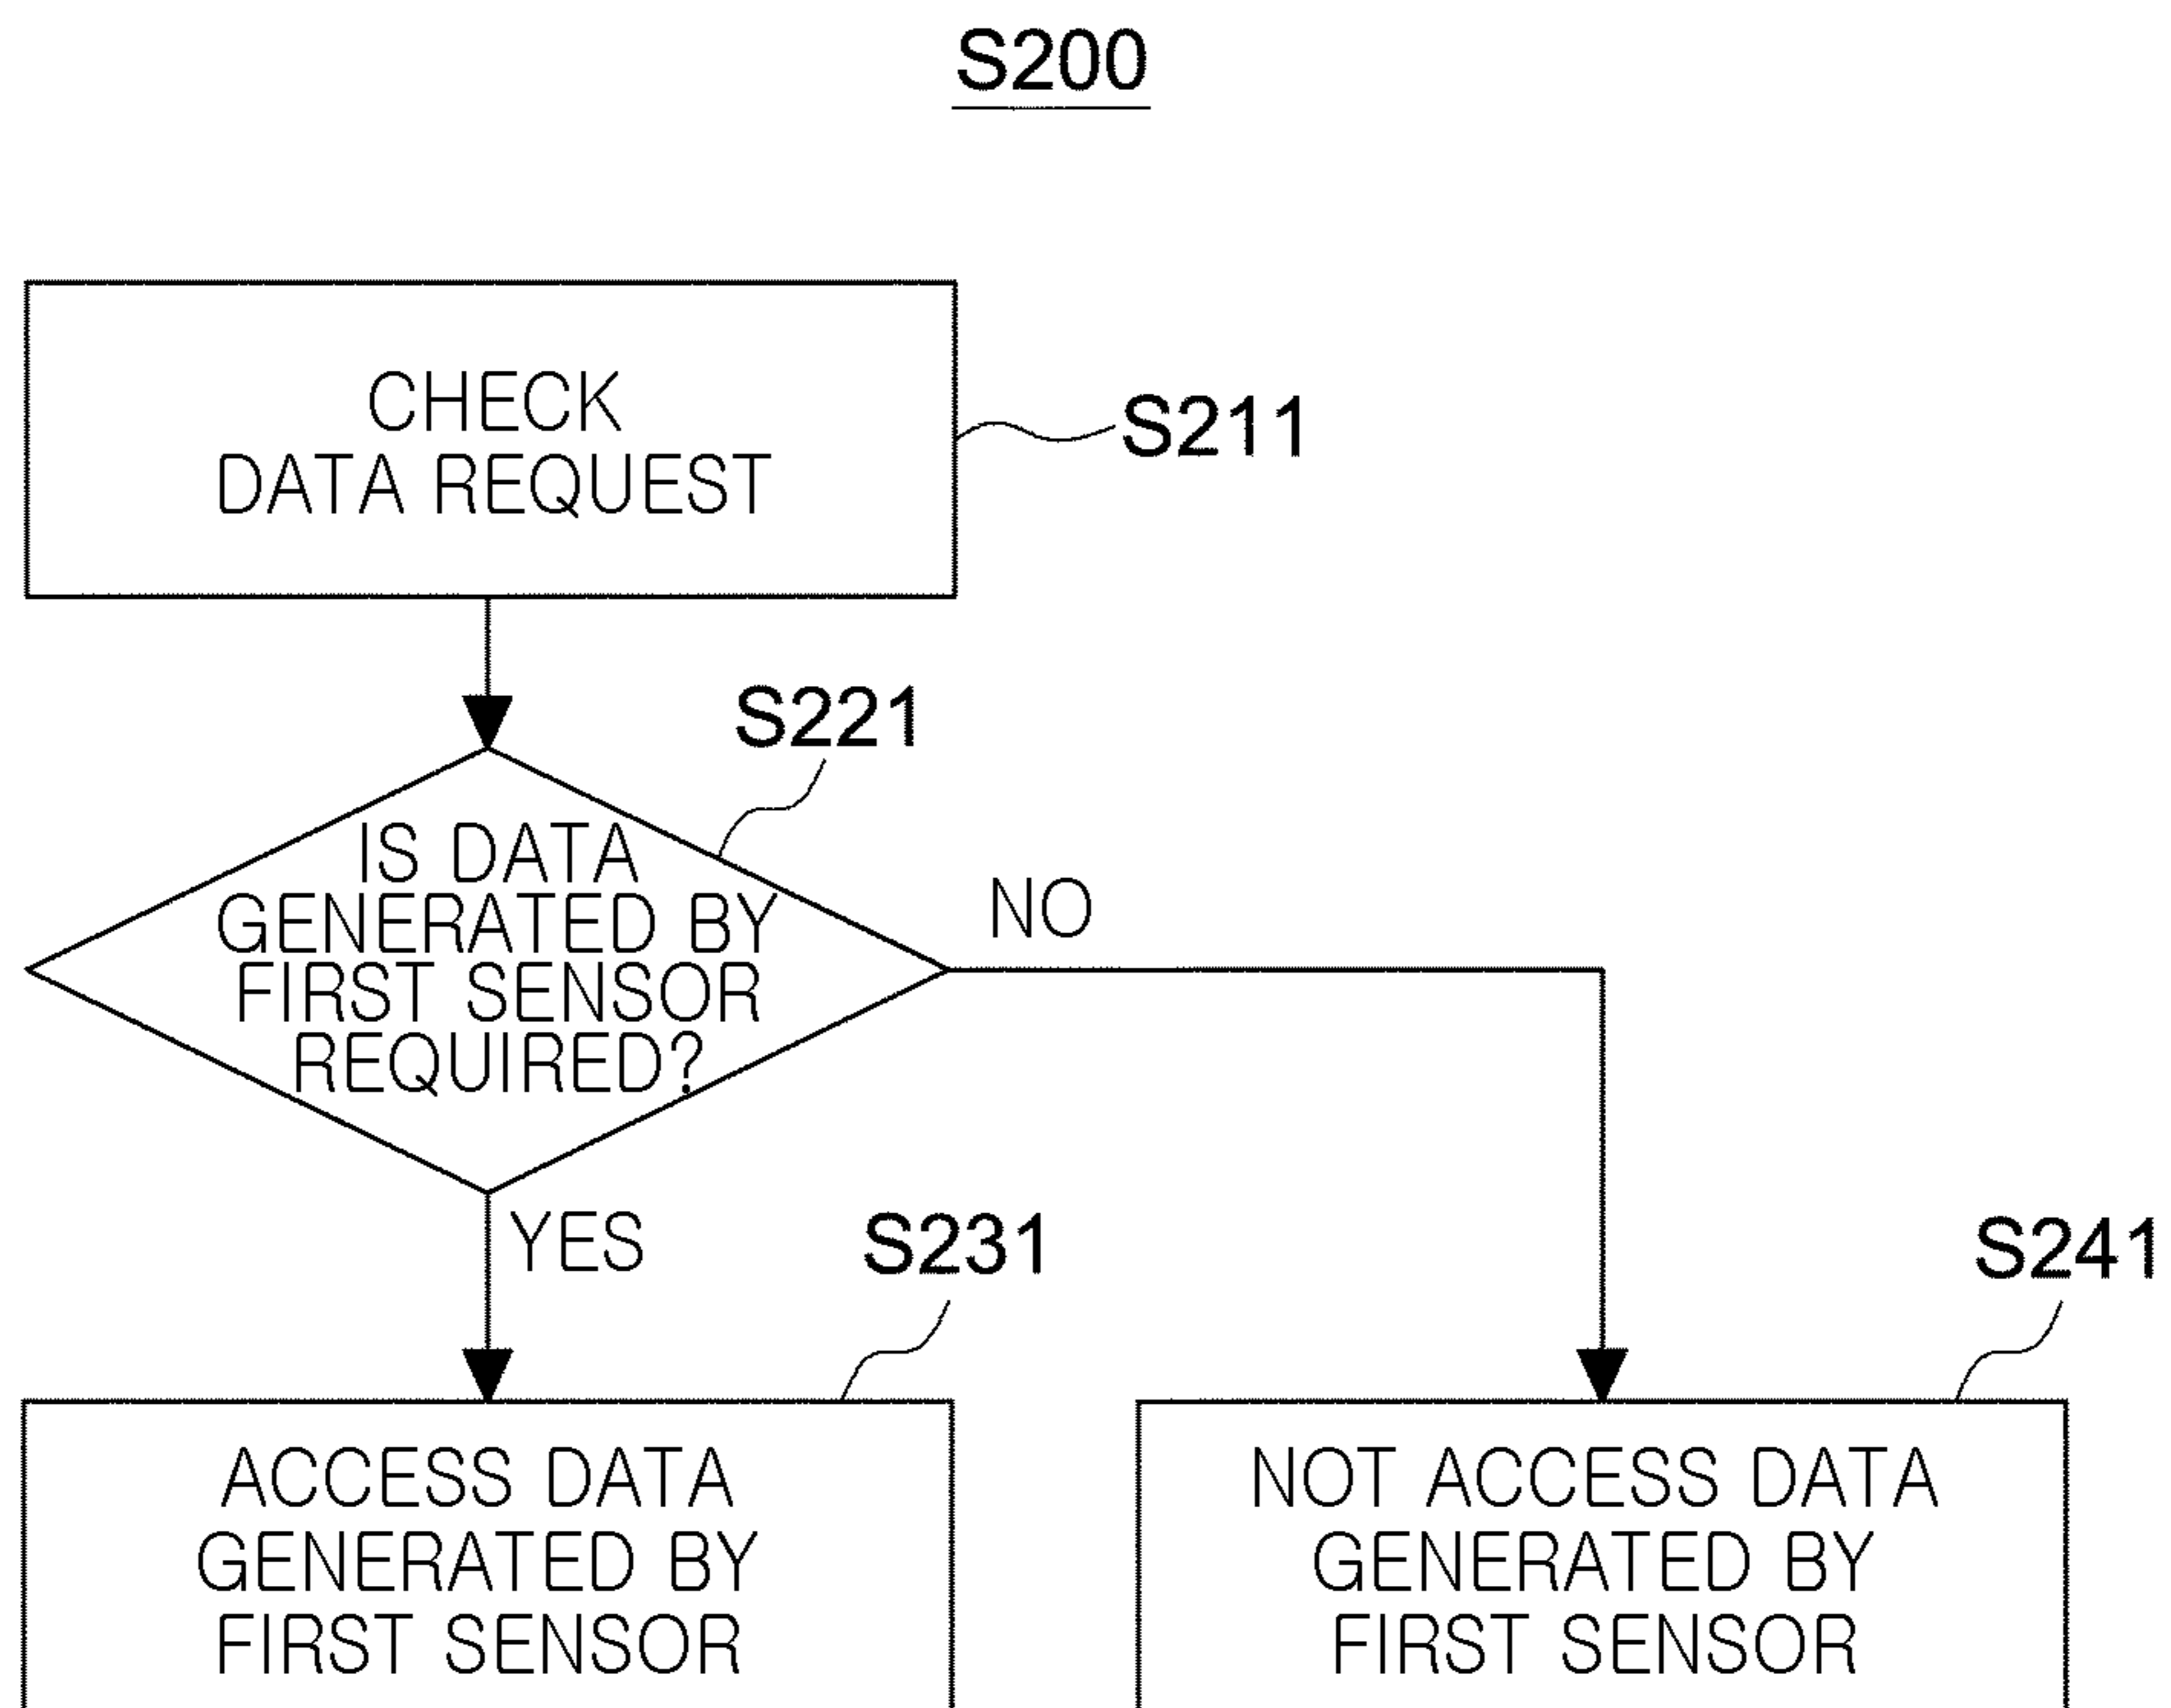 S200
CHECK
DATA REQUEST
S211
S221
IS DATA
GENERATED BY
FIRST SENSOR
REQUIRED?
NO
YES
S231
S241
ACCESS DATA
GENERATED BY
FIRST SENSOR
NOT ACCESS DATA
GENERATED BY
FIRST SENSOR